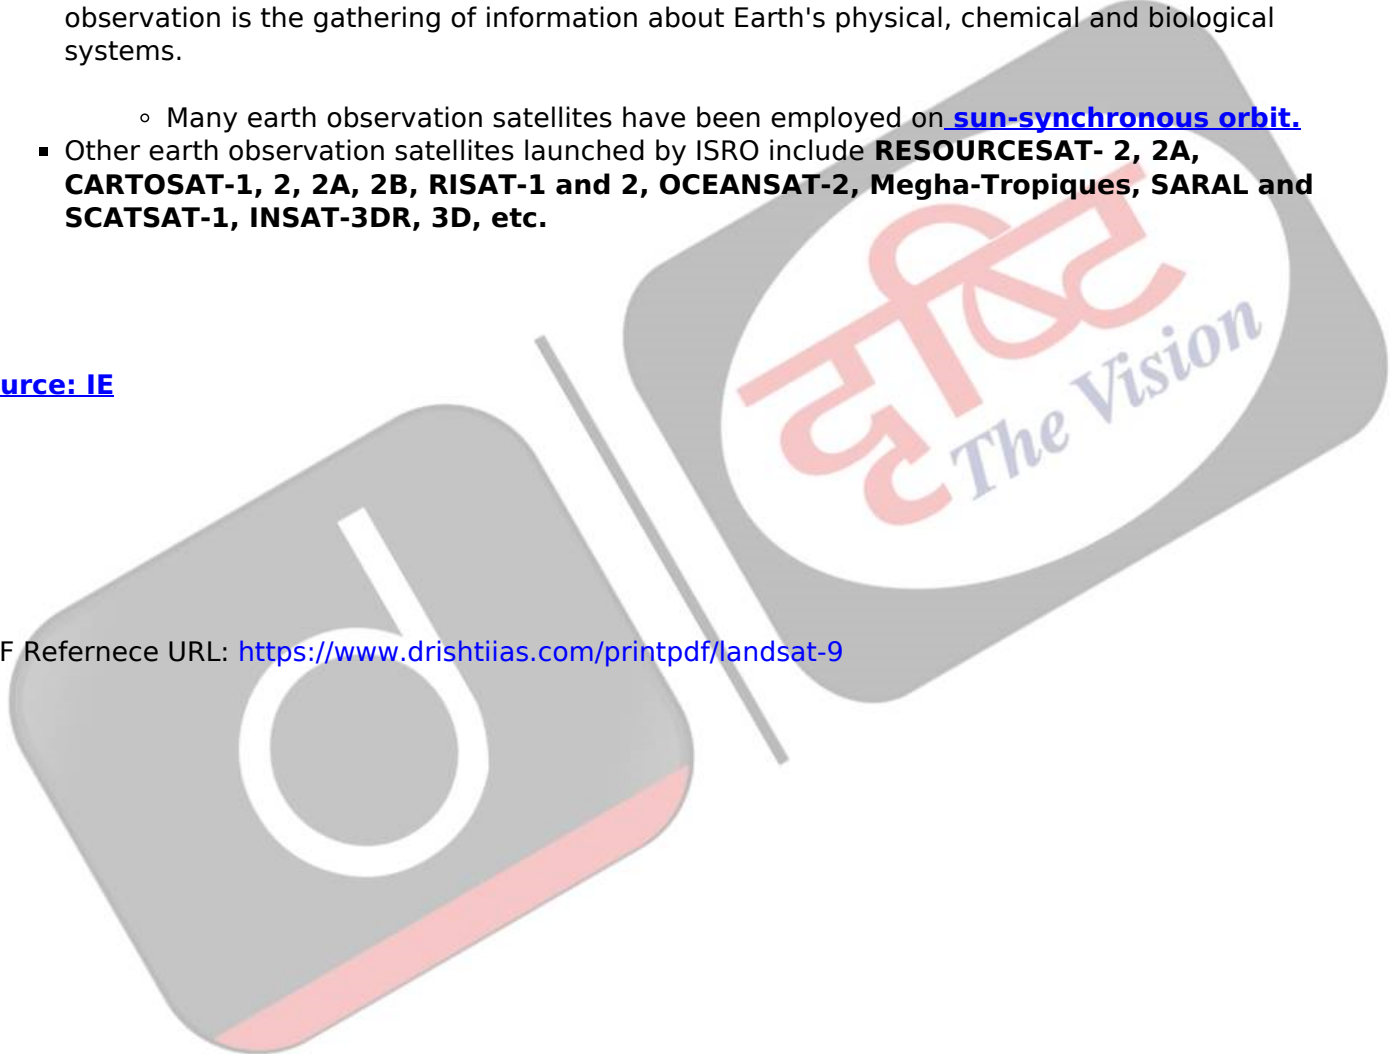 observation is the gathering of information about Earth's physical, chemical and biological
systems.
◦ Many earth observation satellites have been employed on sun-synchronous orbit.
▪ Other earth observation satellites launched by ISRO include RESOURCESAT- 2, 2A,
CARTOSAT-1, 2, 2A, 2B, RISAT-1 and 2, OCEANSAT-2, Megha-Tropiques, SARAL and
SCATSAT-1, INSAT-3DR, 3D, etc.
दृष्टि
The Vision
urce: IE
d
F Refernece URL: https://www.drishtiias.com/printpdf/landsat-9